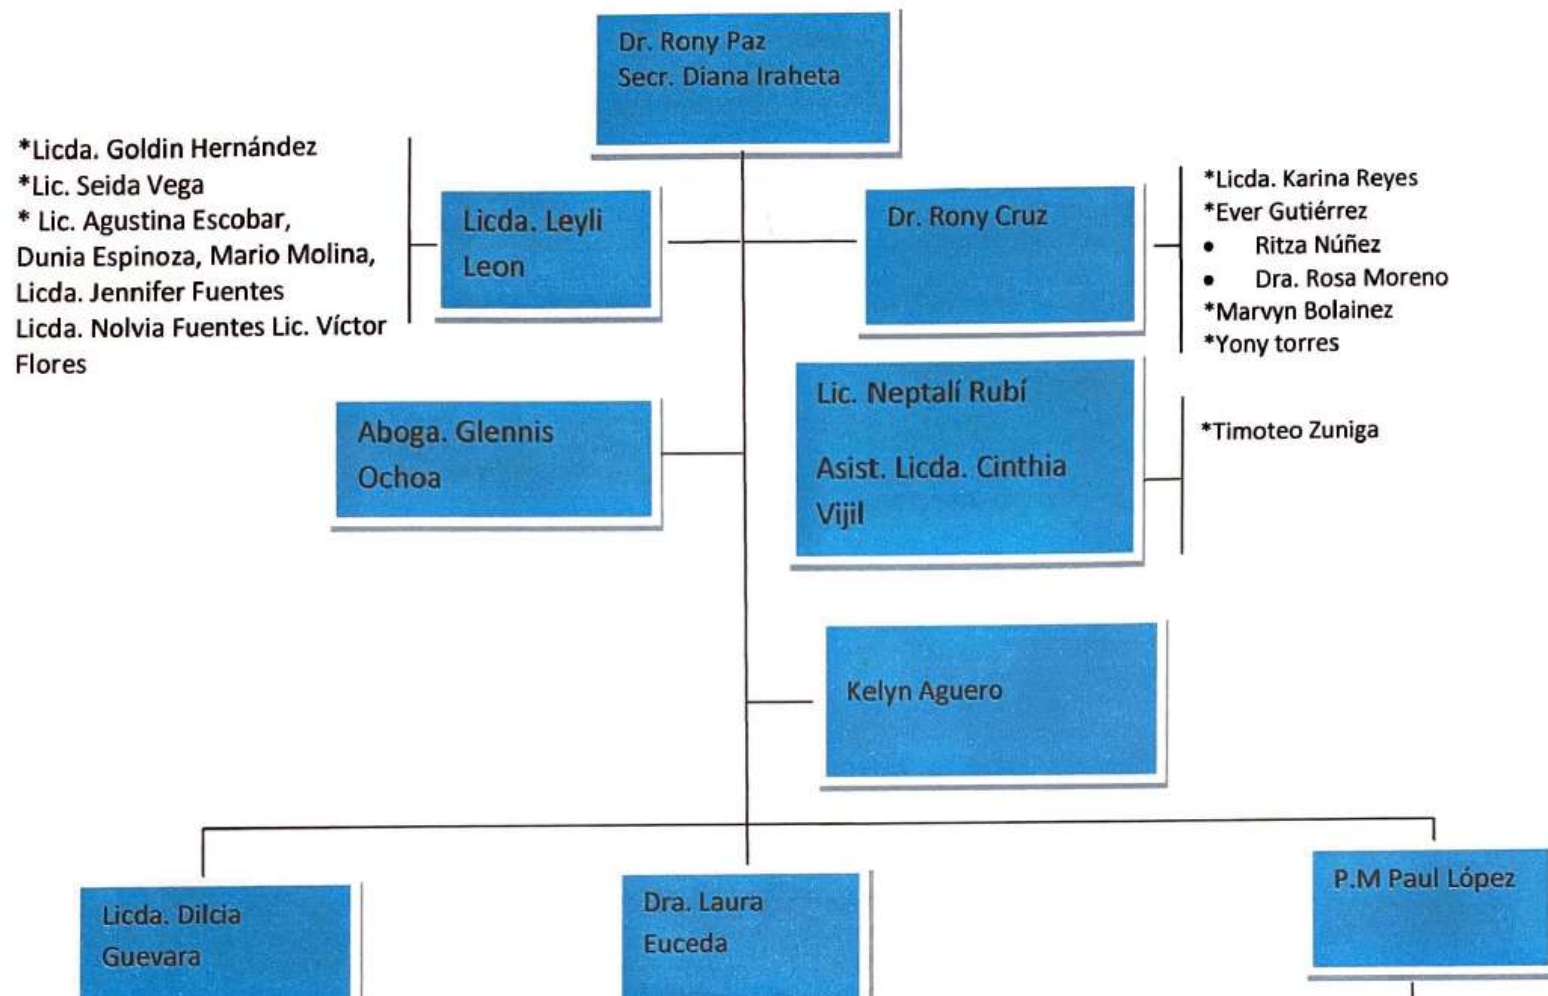 Dr. Rony Paz
Secr. Diana Iraheta
*Licda. Goldin Hernández
*Lic. Seida Vega
* Lic. Agustina Escobar,
Dunia Espinoza, Mario Molina,
Licda. Jennifer Fuentes
Licda. Nolvia Fuentes Lic. Víctor
Flores
Licda. Leyli
Leon
Dr. Rony Cruz
*Licda. Karina Reyes
*Ever Gutiérrez
• Ritza Núñez
• Dra. Rosa Moreno
*Marvyn Bolainez
*Yony torres
Aboga. Glennis
Ochoa
Lic. Neptalí Rubí
Asist. Licda. Cinthia
Vijil
*Timoteo Zuniga
Kelyn Aguero
Licda. Dilcia
Guevara
Dra. Laura
Euceda
P.M Paul López